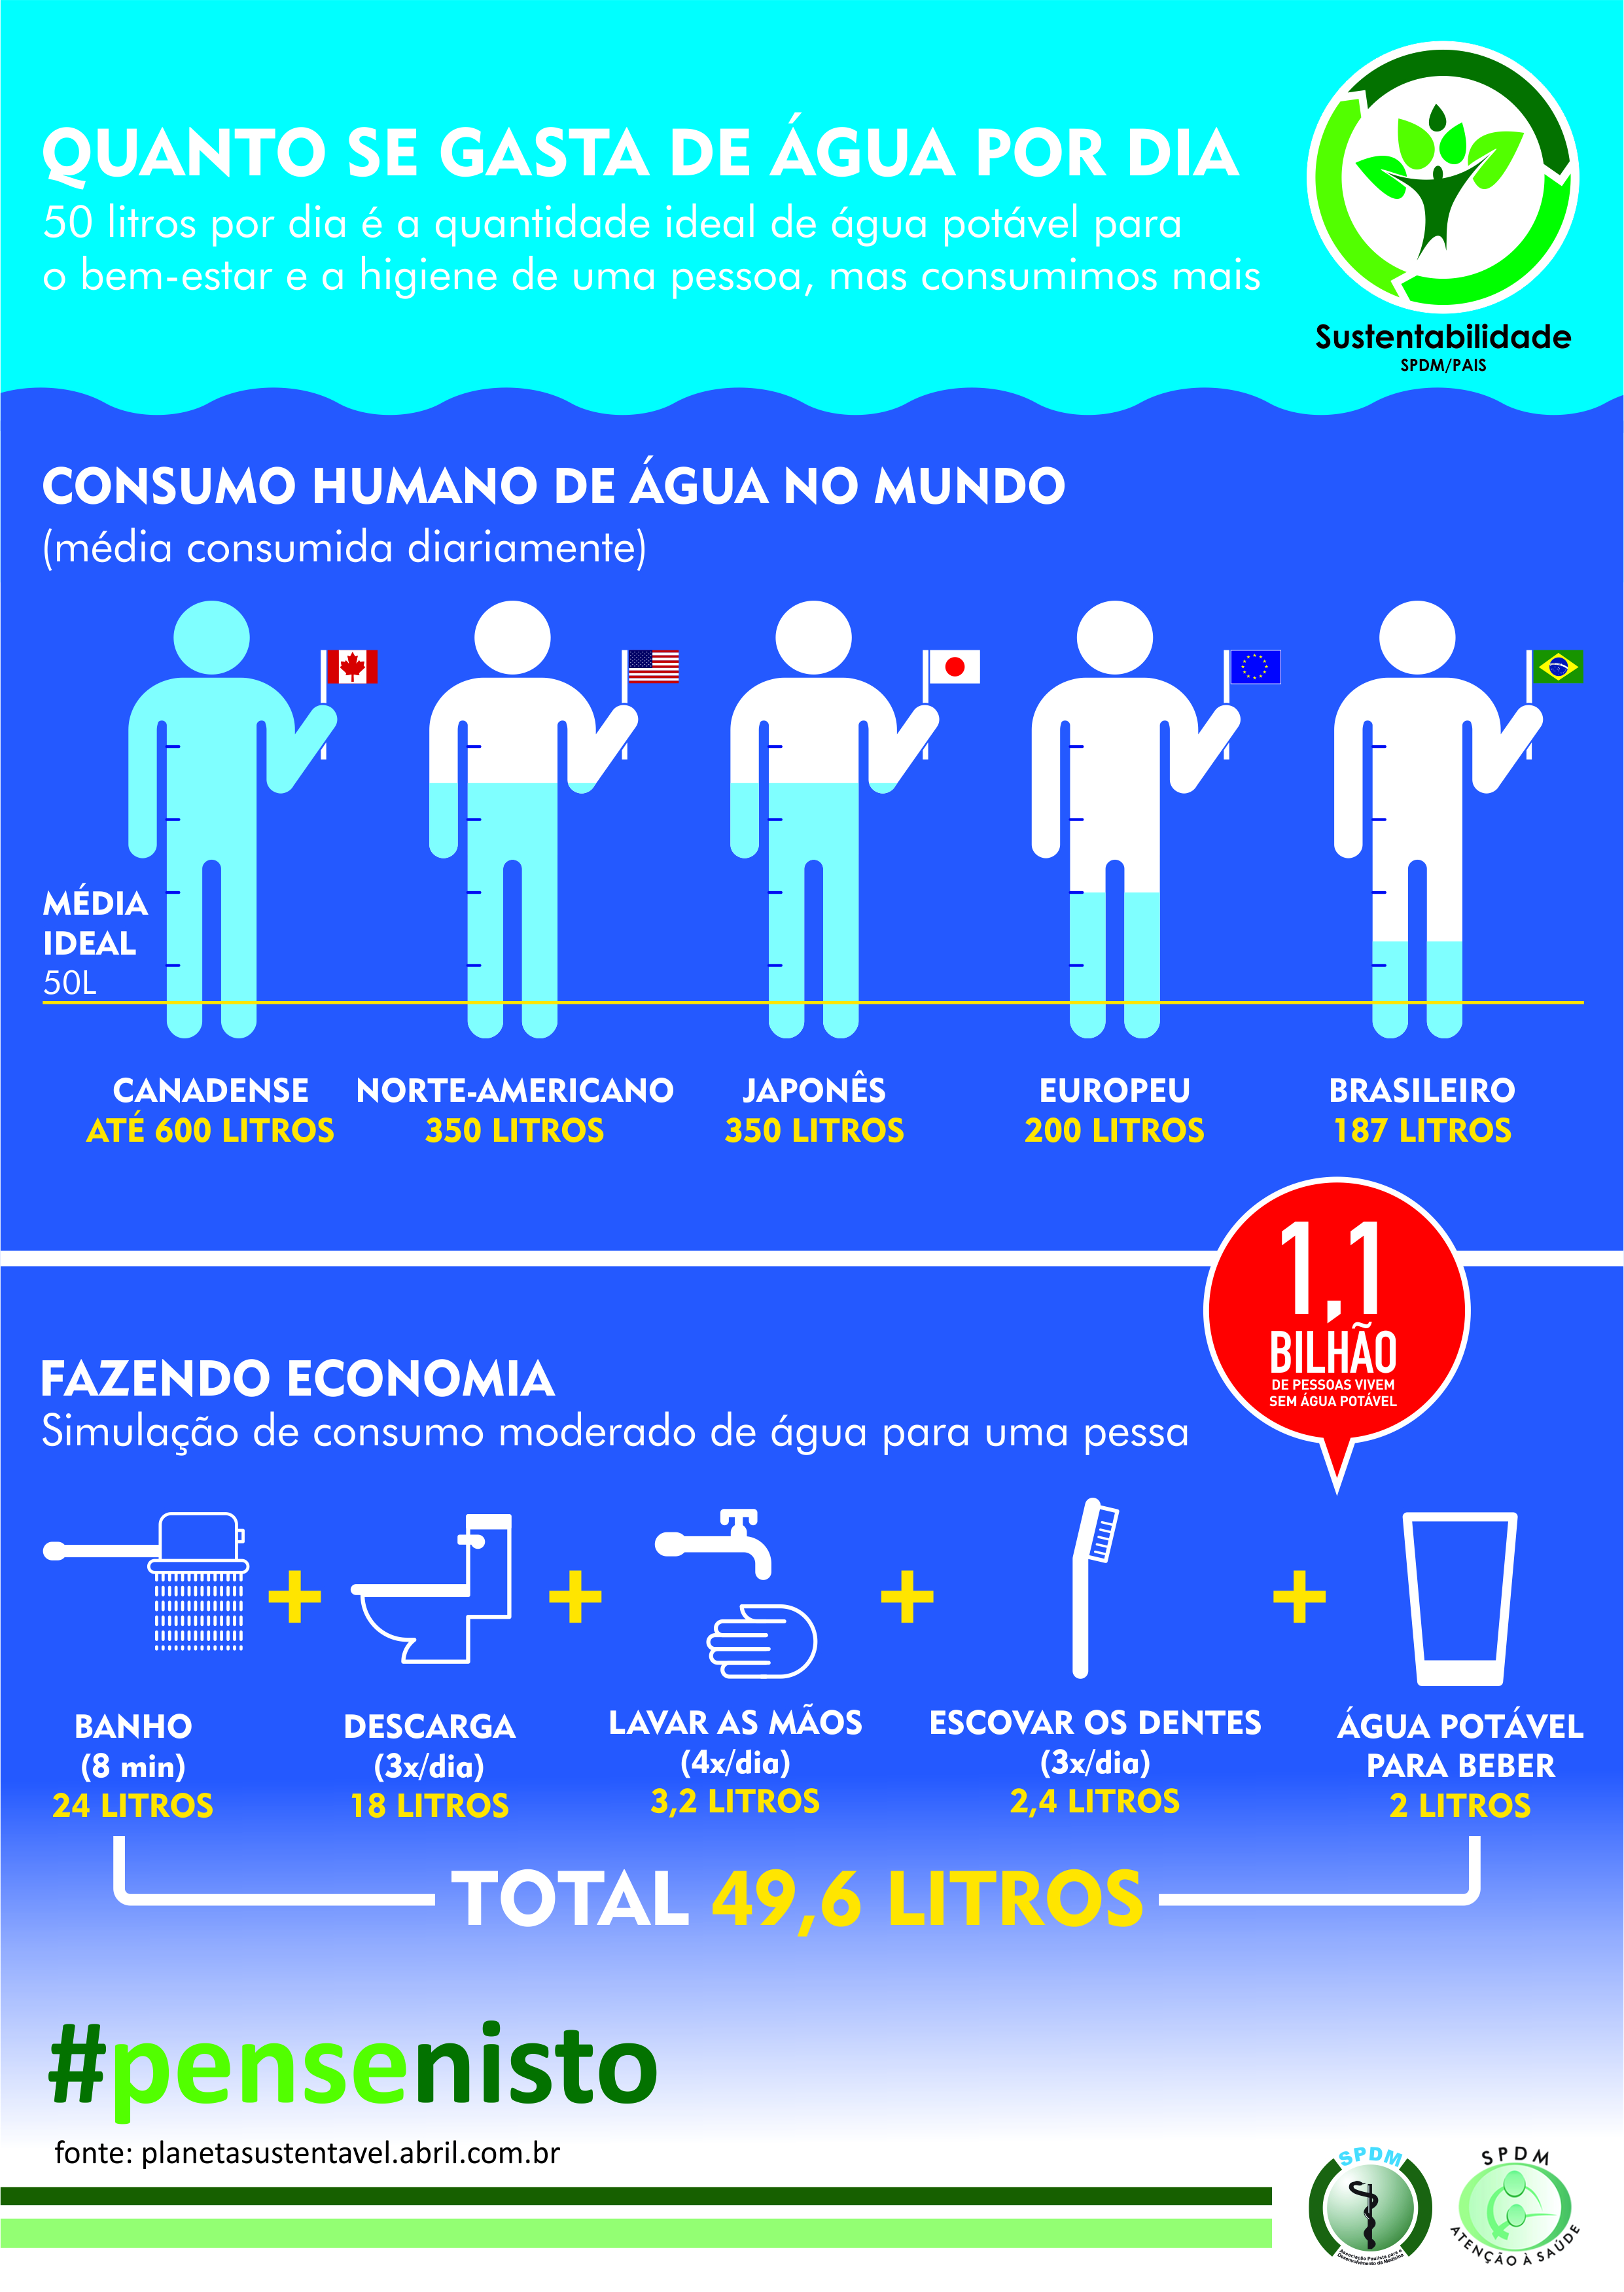 QUANTO SE GASTA DE ÁGUA POR DIA
50 litros por dia é a quantidade ideal de água potável para
o bem-estar e a higiene de uma pessoa, mas consumimos mais
Sustentabilidade
SPDM/PAIS
CONSUMO HUMANO DE ÁGUA NO MUNDO
(média consumida diariamente)
MÉDIA
IDEAL
50L
CANADENSE
ATÉ 600 LITROS
NORTE-AMERICANO
350 LITROS
JAPONÊS
350 LITROS
EUROPEU
200 LITROS
BRASILEIRO
187 LITROS
1,1
BILHÃO
DE PESSOAS VIVEM
SEM ÁGUA POTÁVEL
FAZENDO ECONOMIA
Simulação de consumo moderado de água para uma pessa
BANHO
(8 min)
24 LITROS
DESCARGA
(3x/dia)
18 LITROS
LAVAR AS MÃOS
(4x/dia)
3,2 LITROS
ESCOVAR OS DENTES
(3x/dia)
2,4 LITROS
ÁGUA POTÁVEL
PARA BEBER
2 LITROS
TOTAL 49,6 LITROS
#pensenisto
fonte: planetasustentavel.abril.com.br
SPDM
Associação Paulista para o
Desenvolvimento da Medicina
SPDM
ATENÇÃO À SAÚDE